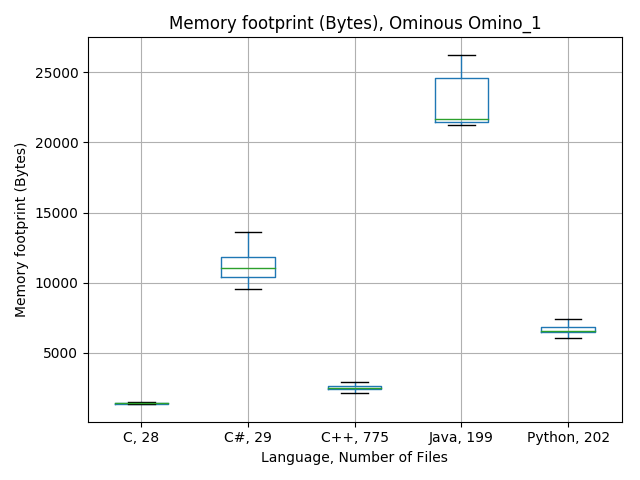 Memory footprint (Bytes), Ominous Omino_1
25000
20000
15000
10000
5000
Memory footprint (Bytes)
C, 28
C#, 29
C++, 775
Java, 199
Python, 202
Language, Number of Files